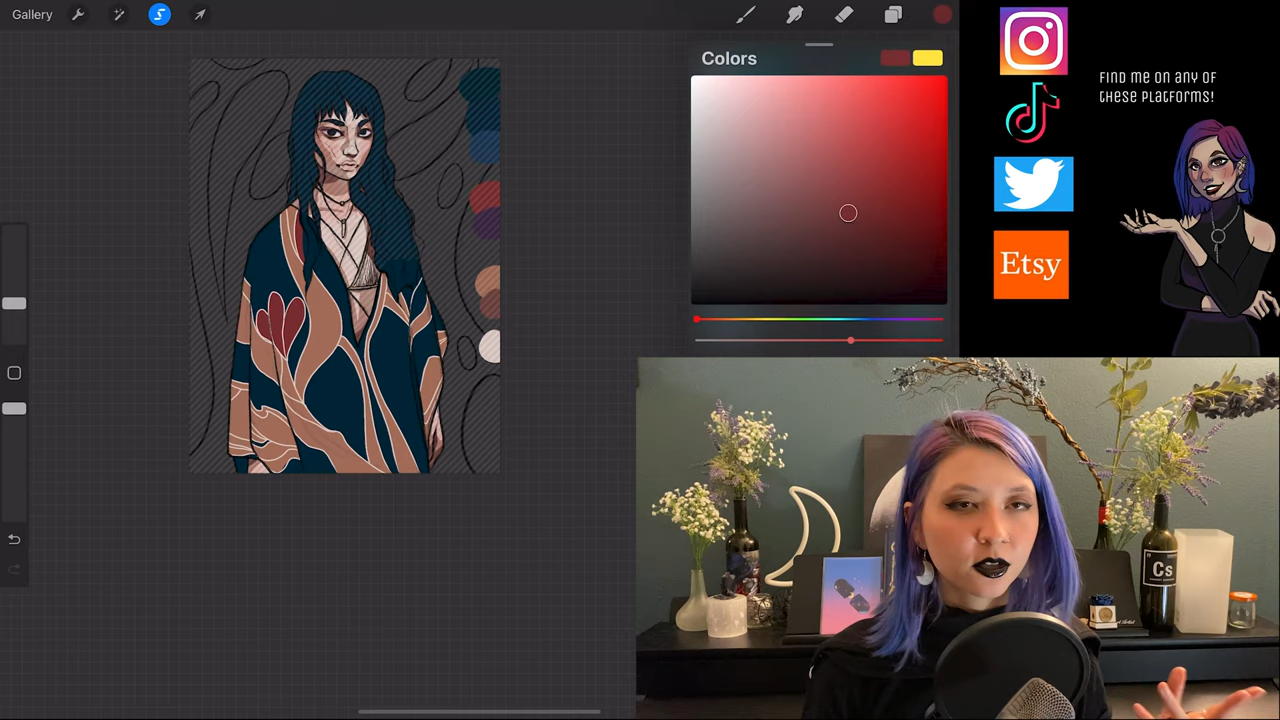 Gallery
Colors
FIND ME ON ANY OF
THESE PLATFORMS!
Etsy
Cs